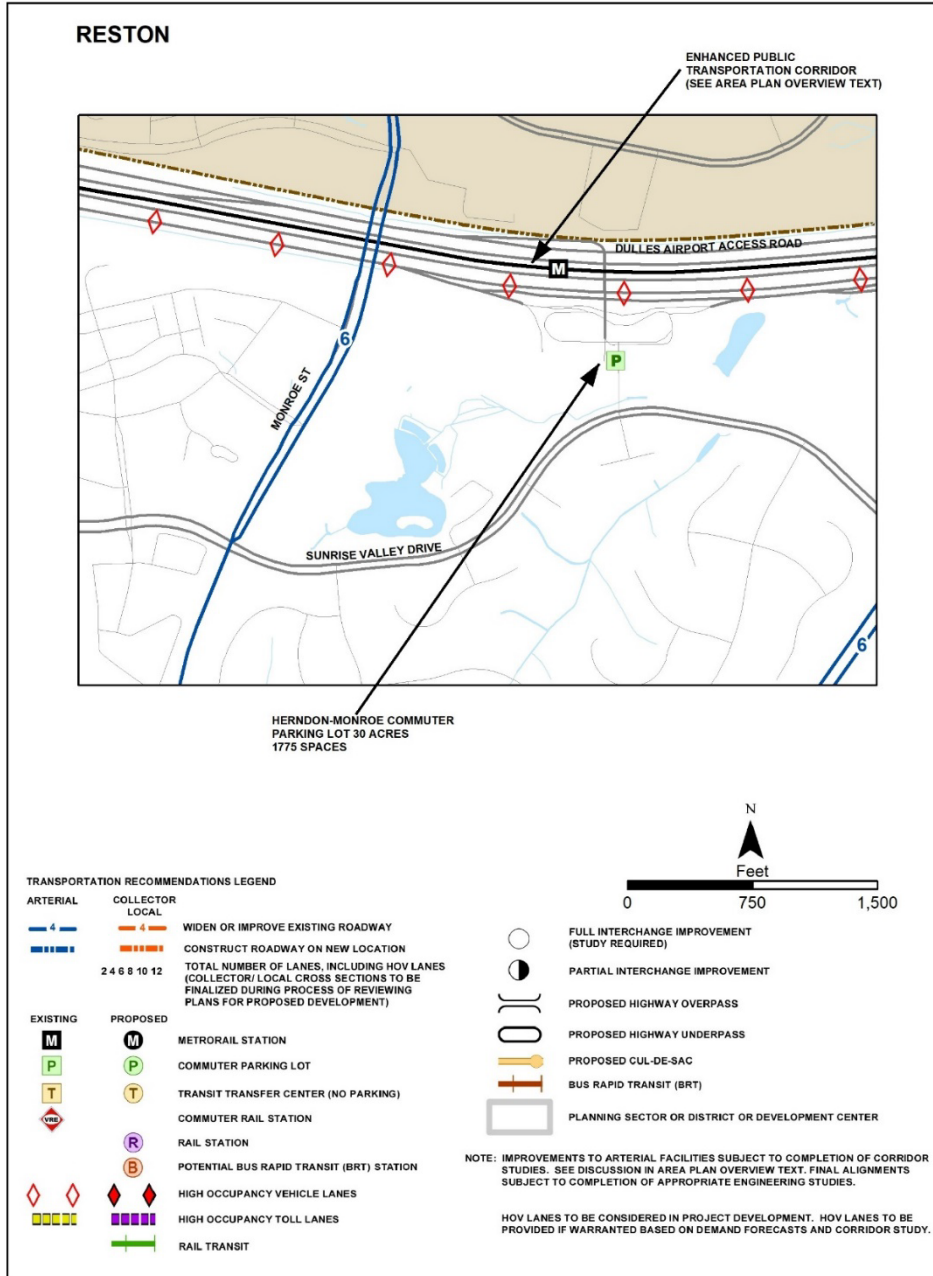 RESTON
ENHANCED PUBLIC
TRANSPORTATION CORRIDOR
(SEE AREA PLAN OVERVIEW TEXT)
DULLES AIRPORT ACCESS ROAD
M
6
P
MONROE ST
SUNRISE VALLEY DRIVE
6
HERNDON-MONROE COMMUTER
PARKING LOT 30 ACRES
1775 SPACES
N
Feet
0 750 1,500
TRANSPORTATION RECOMMENDATIONS LEGEND
ARTERIAL COLLECTOR
LOCAL
4 4 WIDEN OR IMPROVE EXISTING ROADWAY
CONSTRUCT ROADWAY ON NEW LOCATION
2 4 6 8 10 12 TOTAL NUMBER OF LANES, INCLUDING HOV LANES
(COLLECTOR/ LOCAL CROSS SECTIONS TO BE
FINALIZED DURING PROCESS OF REVIEWING
PLANS FOR PROPOSED DEVELOPMENT)
EXISTING PROPOSED
M M METRORAIL STATION
P P COMMUTER PARKING LOT
T T TRANSIT TRANSFER CENTER (NO PARKING)
VRE COMMUTER RAIL STATION
R RAIL STATION
B POTENTIAL BUS RAPID TRANSIT (BRT) STATION
HIGH OCCUPANCY VEHICLE LANES
HIGH OCCUPANCY TOLL LANES
RAIL TRANSIT
FULL INTERCHANGE IMPROVEMENT
(STUDY REQUIRED)
PARTIAL INTERCHANGE IMPROVEMENT
PROPOSED HIGHWAY OVERPASS
PROPOSED HIGHWAY UNDERPASS
PROPOSED CUL-DE-SAC
BUS RAPID TRANSIT (BRT)
PLANNING SECTOR OR DISTRICT OR DEVELOPMENT CENTER
NOTE: IMPROVEMENTS TO ARTERIAL FACILITIES SUBJECT TO COMPLETION OF CORRIDOR
STUDIES. SEE DISCUSSION IN AREA PLAN OVERVIEW TEXT. FINAL ALIGNMENTS
SUBJECT TO COMPLETION OF APPROPRIATE ENGINEERING STUDIES.
HOV LANES TO BE CONSIDERED IN PROJECT DEVELOPMENT. HOV LANES TO BE
PROVIDED IF WARRANTED BASED ON DEMAND FORECASTS AND CORRIDOR STUDY.